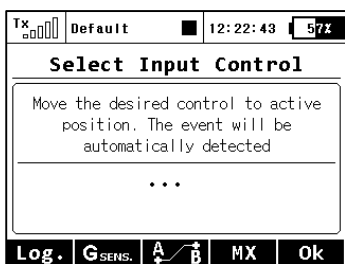 Tx Default 12:22:43 57%
Select Input Control
Move the desired control to active
position. The event will be
automatically detected
...
Log. GSENS. A B MX Ok